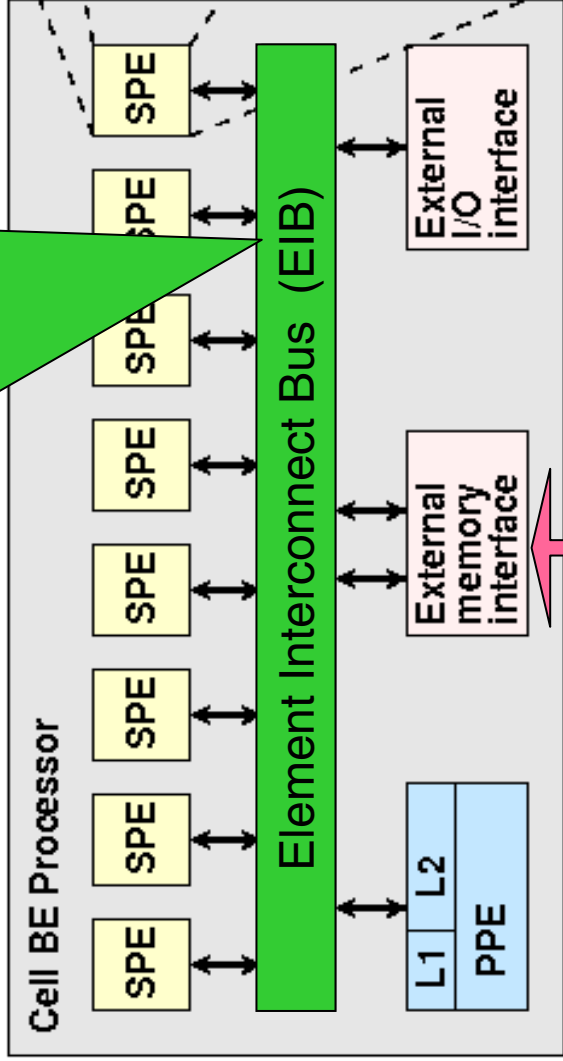 Cell BE Processor
SPE SPE SPE SPE SPE SPE SPE SPE
Element Interconnect Bus (EIB)
L1 L2
PPE
External
memory
interface
External
I/O
interface